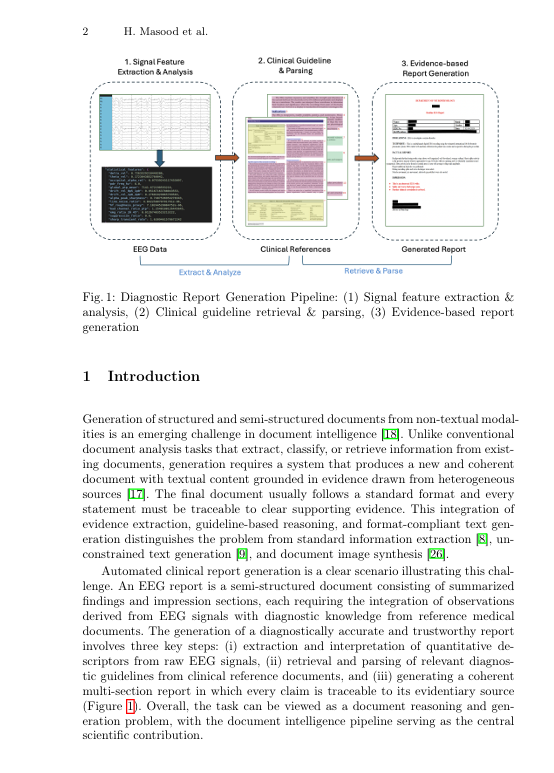 2 H. Masood et al.
1. Signal Feature
Extraction & Analysis
2. Clinical Guideline
& Parsing
3. Evidence-based
Report Generation
EEG Data
Clinical References
Generated Report
Extract & Analyze
Retrieve & Parse
Fig. 1: Diagnostic Report Generation Pipeline: (1) Signal feature extraction &
analysis, (2) Clinical guideline retrieval & parsing, (3) Evidence-based report
generation
1 Introduction
Generation of structured and semi-structured documents from non-textual modal-
ities is an emerging challenge in document intelligence [18]. Unlike conventional
document analysis tasks that extract, classify, or retrieve information from exist-
ing documents, generation requires a system that produces a new and coherent
document with textual content grounded in evidence drawn from heterogeneous
sources [17]. The final document usually follows a standard format and every
statement must be traceable to clear supporting evidence. This integration of
evidence extraction, guideline-based reasoning, and format-compliant text gen-
eration distinguishes the problem from standard information extraction [8], un-
constrained text generation [9], and document image synthesis [26].
Automated clinical report generation is a clear scenario illustrating this chal-
lenge. An EEG report is a semi-structured document consisting of summarized
findings and impression sections, each requiring the integration of observations
derived from EEG signals with diagnostic knowledge from reference medical
documents. The generation of a diagnostically accurate and trustworthy report
involves three key steps: (i) extraction and interpretation of quantitative de-
scriptors from raw EEG signals, (ii) retrieval and parsing of relevant diagnos-
tic guidelines from clinical reference documents, and (iii) generating a coherent
multi-section report in which every claim is traceable to its evidentiary source
(Figure 1). Overall, the task can be viewed as a document reasoning and gen-
eration problem, with the document intelligence pipeline serving as the central
scientific contribution.